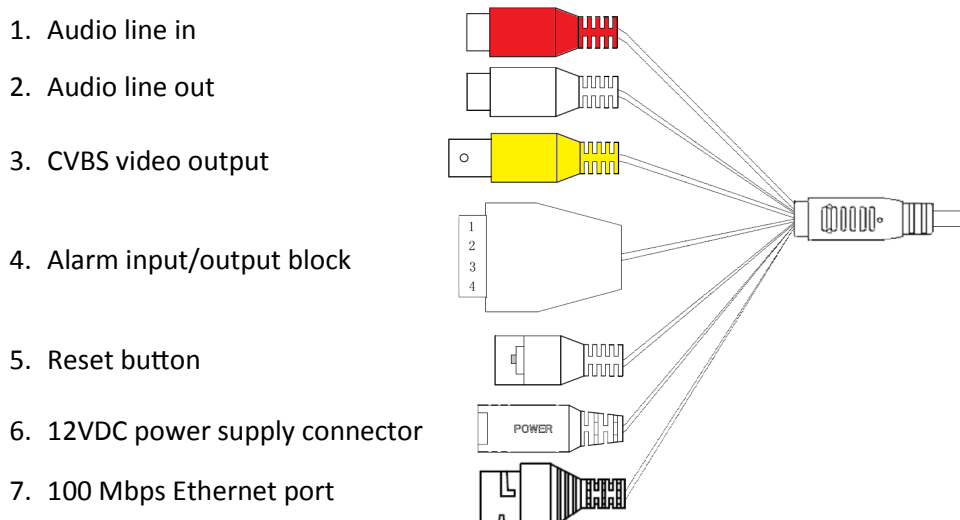 1. Audio line in
2. Audio line out
3. CVBS video output
1
2
3
4
4. Alarm input/output block
5. Reset button
6. 12VDC power supply connector
POWER
7. 100 Mbps Ethernet port